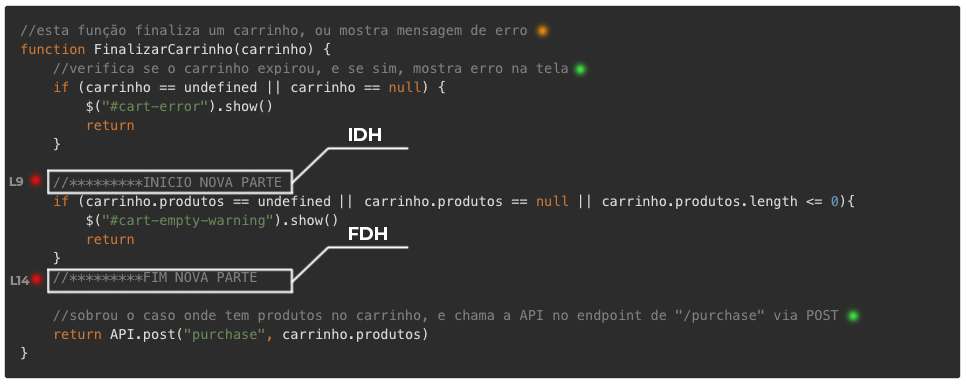 //esta função finaliza um carrinho, ou mostra mensagem de erro
function FinalizarCarrinho(carrinho) {
//verifica se o carrinho expirou, e se sim, mostra erro na tela
if (carrinho == undefined || carrinho == null) {
$("#cart-error").show()
return
}
IDH
L9 //*********INICIO NOVA PARTE
if (carrinho.produtos == undefined || carrinho.produtos == null || carrinho.produtos.length <= 0){
$("#cart-empty-warning").show()
return
FDH
}
L14 //*********FIM NOVA PARTE
//sobrou o caso onde tem produtos no carrinho, e chama a API no endpoint de "/purchase" via POST
return API.post("purchase", carrinho.produtos)
}